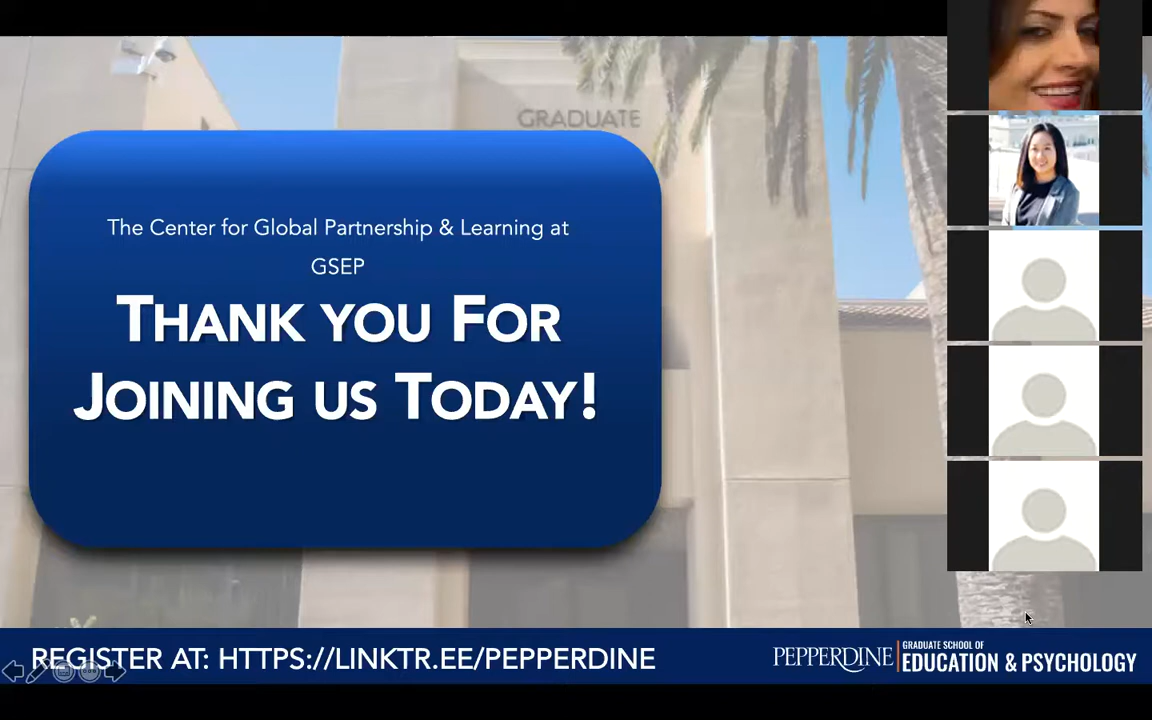 GRADUATE
The Center for Global Partnership & Learning at
GSEP
THANK YOU FOR
JOINING US TODAY!
REGISTER AT: HTTPS://LINKTR.EE/PEPPERDINE
PEPPERDINE
GRADUATE SCHOOL OF
EDUCATION & PSYCHOLOGY